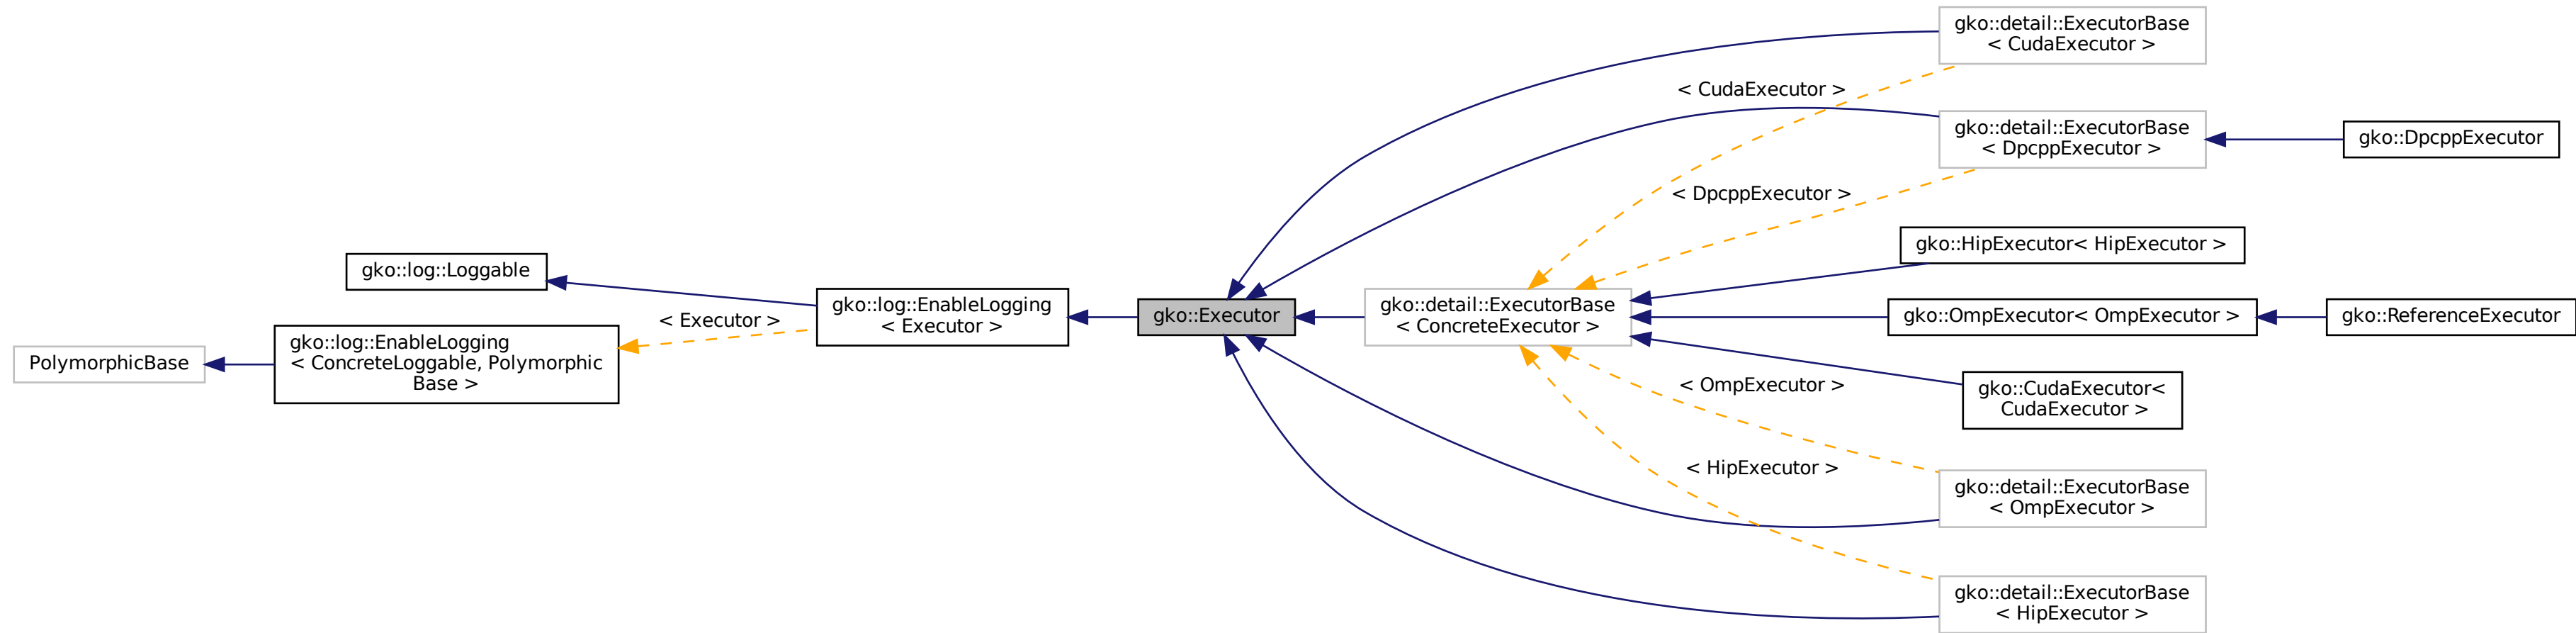 gko::detail::ExecutorBase
< CudaExecutor >
< CudaExecutor >
gko::detail::ExecutorBase
< DpcppExecutor >
gko::DpcppExecutor
< DpcppExecutor >
gko::HipExecutor< HipExecutor >
gko::log::Loggable
gko::log::EnableLogging
< Executor >
gko::Executor
gko::detail::ExecutorBase
< ConcreteExecutor >
gko::OmpExecutor< OmpExecutor >
gko::ReferenceExecutor
< Executor >
PolymorphicBase
gko::log::EnableLogging
< ConcreteLoggable, Polymorphic
Base >
gko::CudaExecutor<
CudaExecutor >
< OmpExecutor >
< HipExecutor >
gko::detail::ExecutorBase
< OmpExecutor >
gko::detail::ExecutorBase
< HipExecutor >